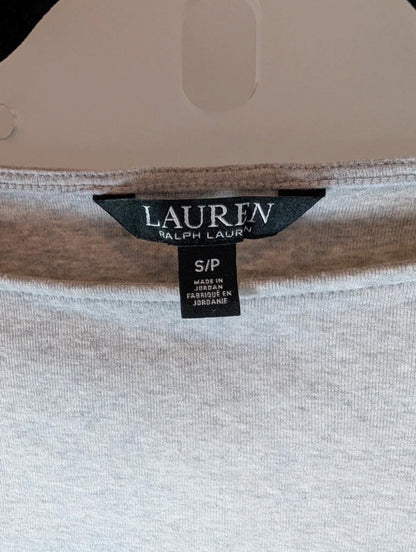 LAUREN
RALPH LAUREN
S/P
MADE IN
JORDAN
FABRIQUÉ EN
JORDANIE